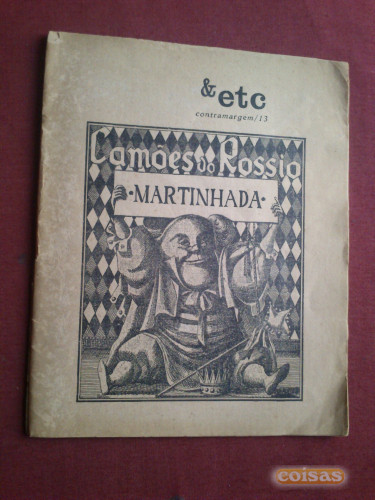 & etc
contramargem/13
Camões do Rossio
·MARTINHADA·
coisas